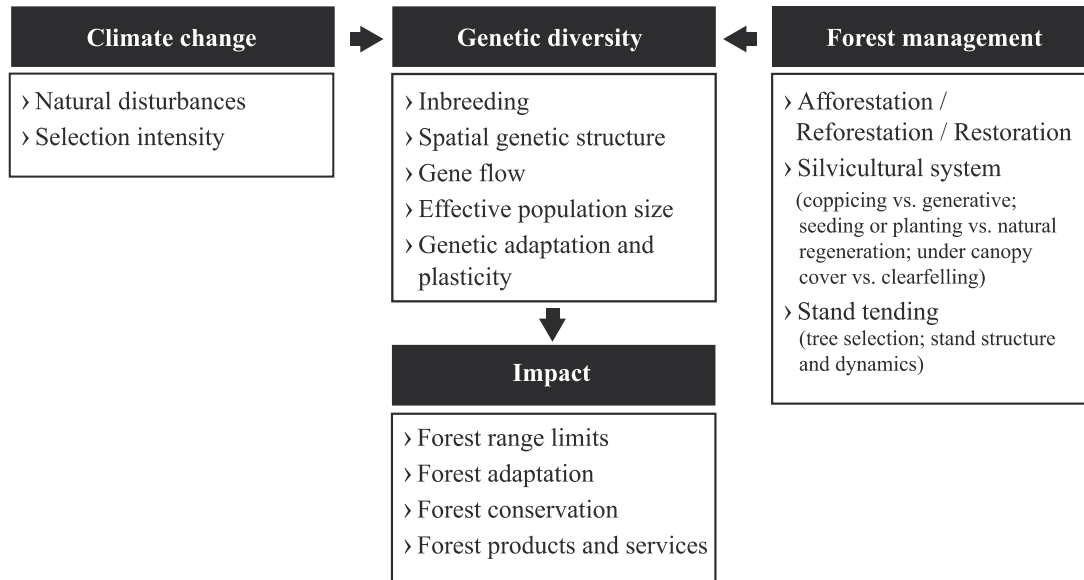 Climate change
› Natural disturbances
› Selection intensity
Genetic diversity
› Inbreeding
› Spatial genetic structure
› Gene flow
› Effective population size
› Genetic adaptation and
plasticity
Forest management
› Afforestation /
Reforestation / Restoration
› Silvicultural system
(coppicing vs. generative;
seeding or planting vs. natural
regeneration; under canopy
cover vs. clearfelling)
› Stand tending
(tree selection; stand structure
and dynamics)
Impact
› Forest range limits
› Forest adaptation
› Forest conservation
› Forest products and services